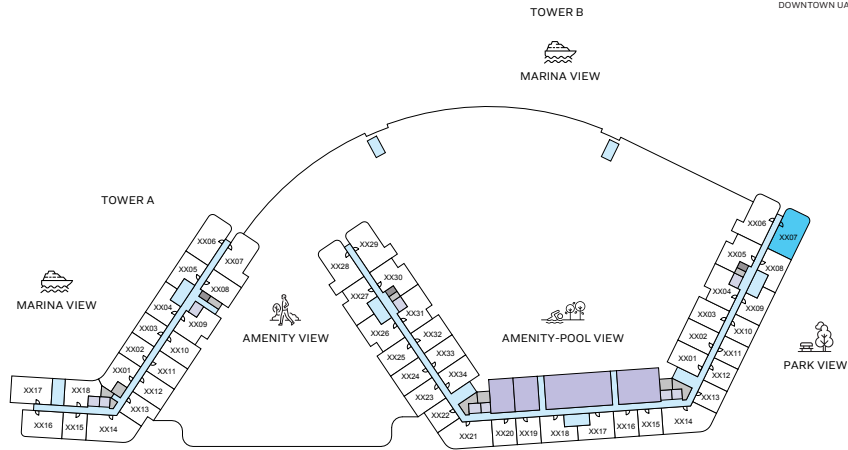 DOWNTOWN UA
TOWER B
MARINA VIEW
TOWER A
MARINA VIEW
AMENITY VIEW
AMENITY-POOL VIEW
PARK VIEW
XX06
XX07
XX05
XX08
XX04
XX09
XX03
XX10
XX02
XX11
XX01
XX12
XX17
XX18
XX13
XX16
XX15
XX14
XX29
XX28
XX30
XX27
XX31
XX26
XX32
XX25
XX33
XX24
XX34
XX23
XX22
XX21
XX20
XX19
XX18
XX17
XX16
XX15
XX14
XX06
XX07
XX05
XX08
XX04
XX09
XX03
XX10
XX02
XX11
XX01
XX12
XX13